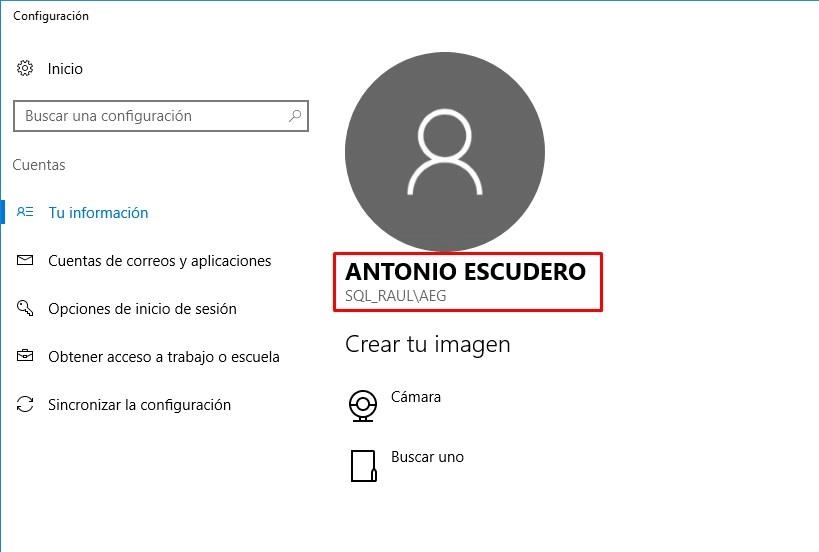 Configuración
Inicio
Buscar una configuración
Cuentas
Tu información
Cuentas de correos y aplicaciones
Opciones de inicio de sesión
Obtener acceso a trabajo o escuela
Sincronizar la configuración
ANTONIO ESCUDERO
SQL_RAUL\AEG
Crear tu imagen
Cámara
Buscar uno